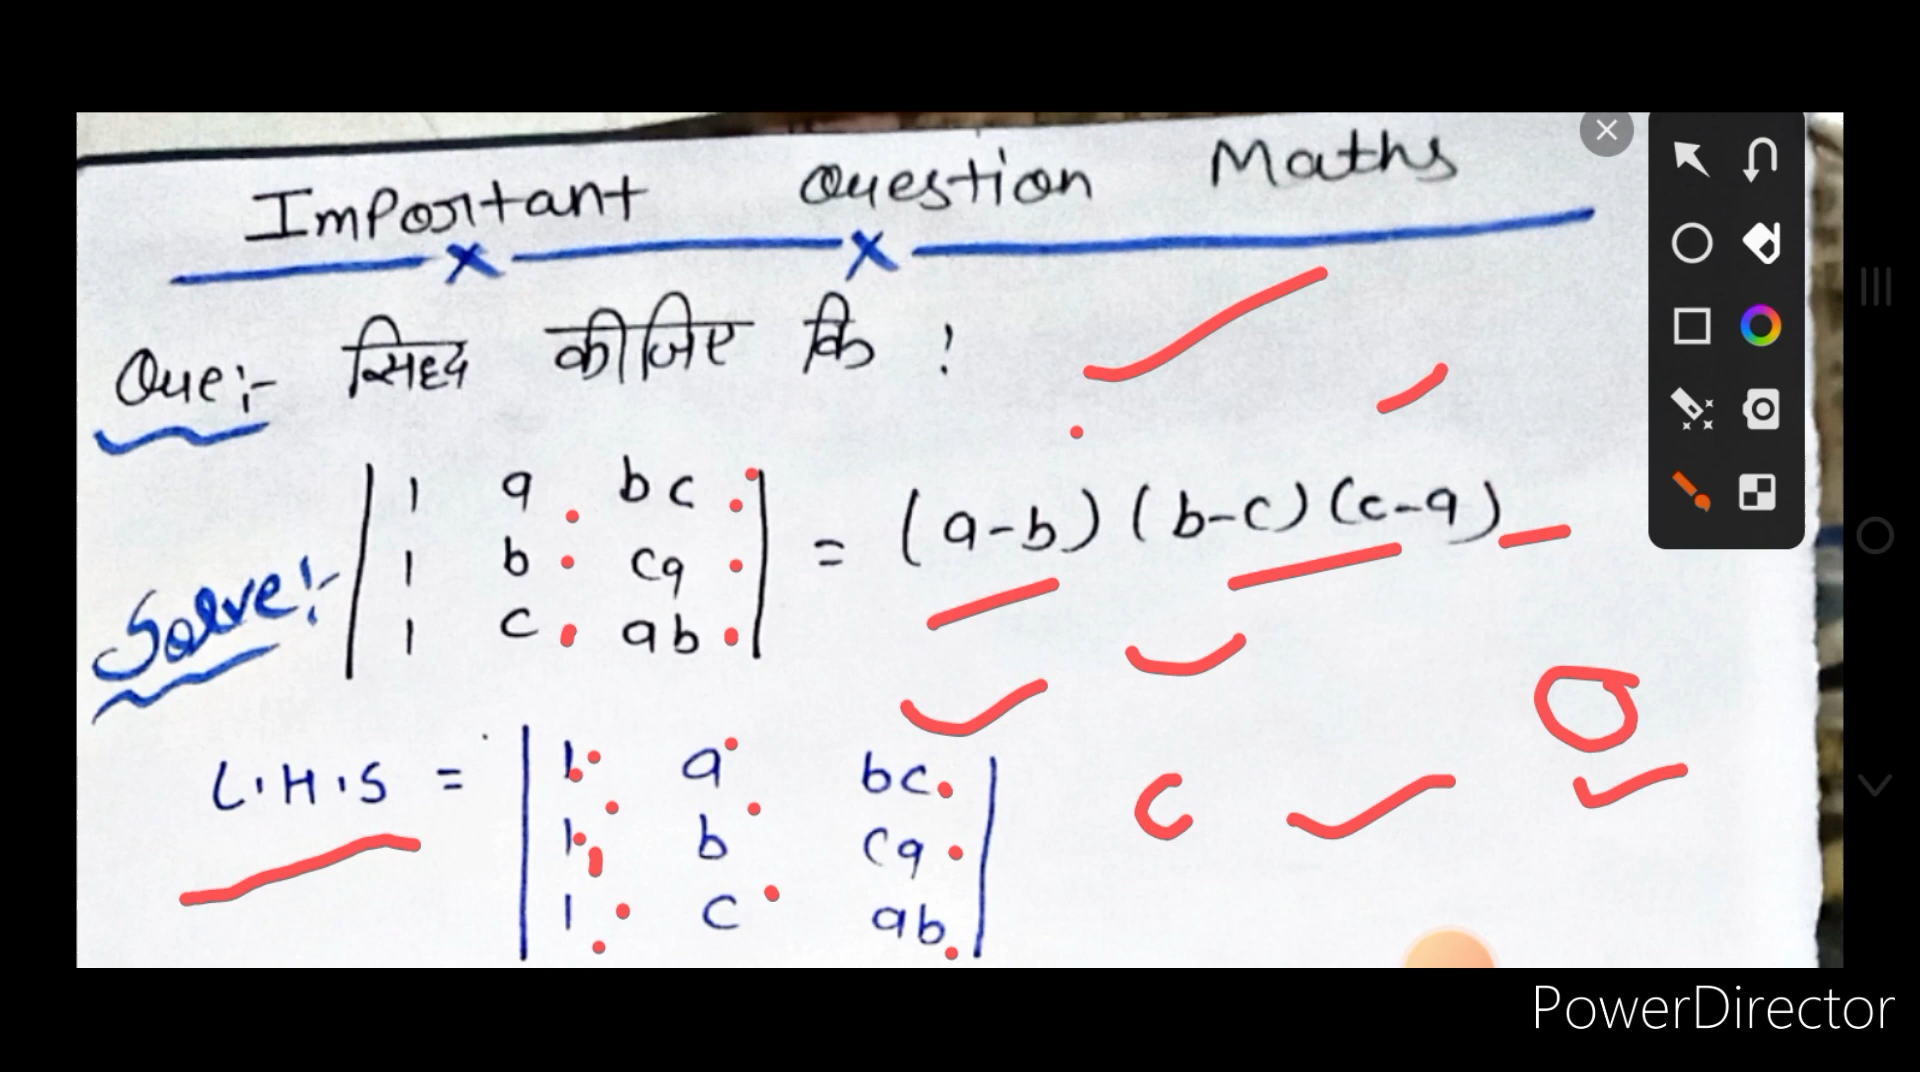 Important Question Maths
Que:- सिध्द कीजिए कि !
| 1 a bc |
| 1 b ca | = (a-b) (b-c) (c-a)
| 1 c ab |
Solve:-
L.H.S = | 1 a bc |
| 1 b ca |
| 1 c ab |
c
a
PowerDirector